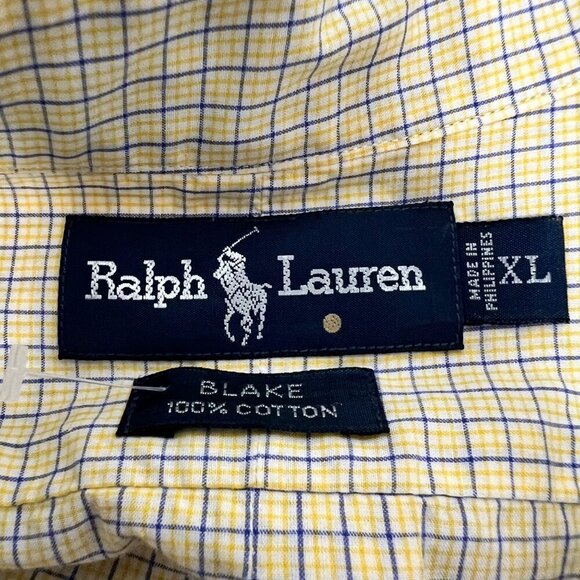 Ralph Lauren
MADE IN
PHILIPPINES
XL
BLAKE
100% COTTON